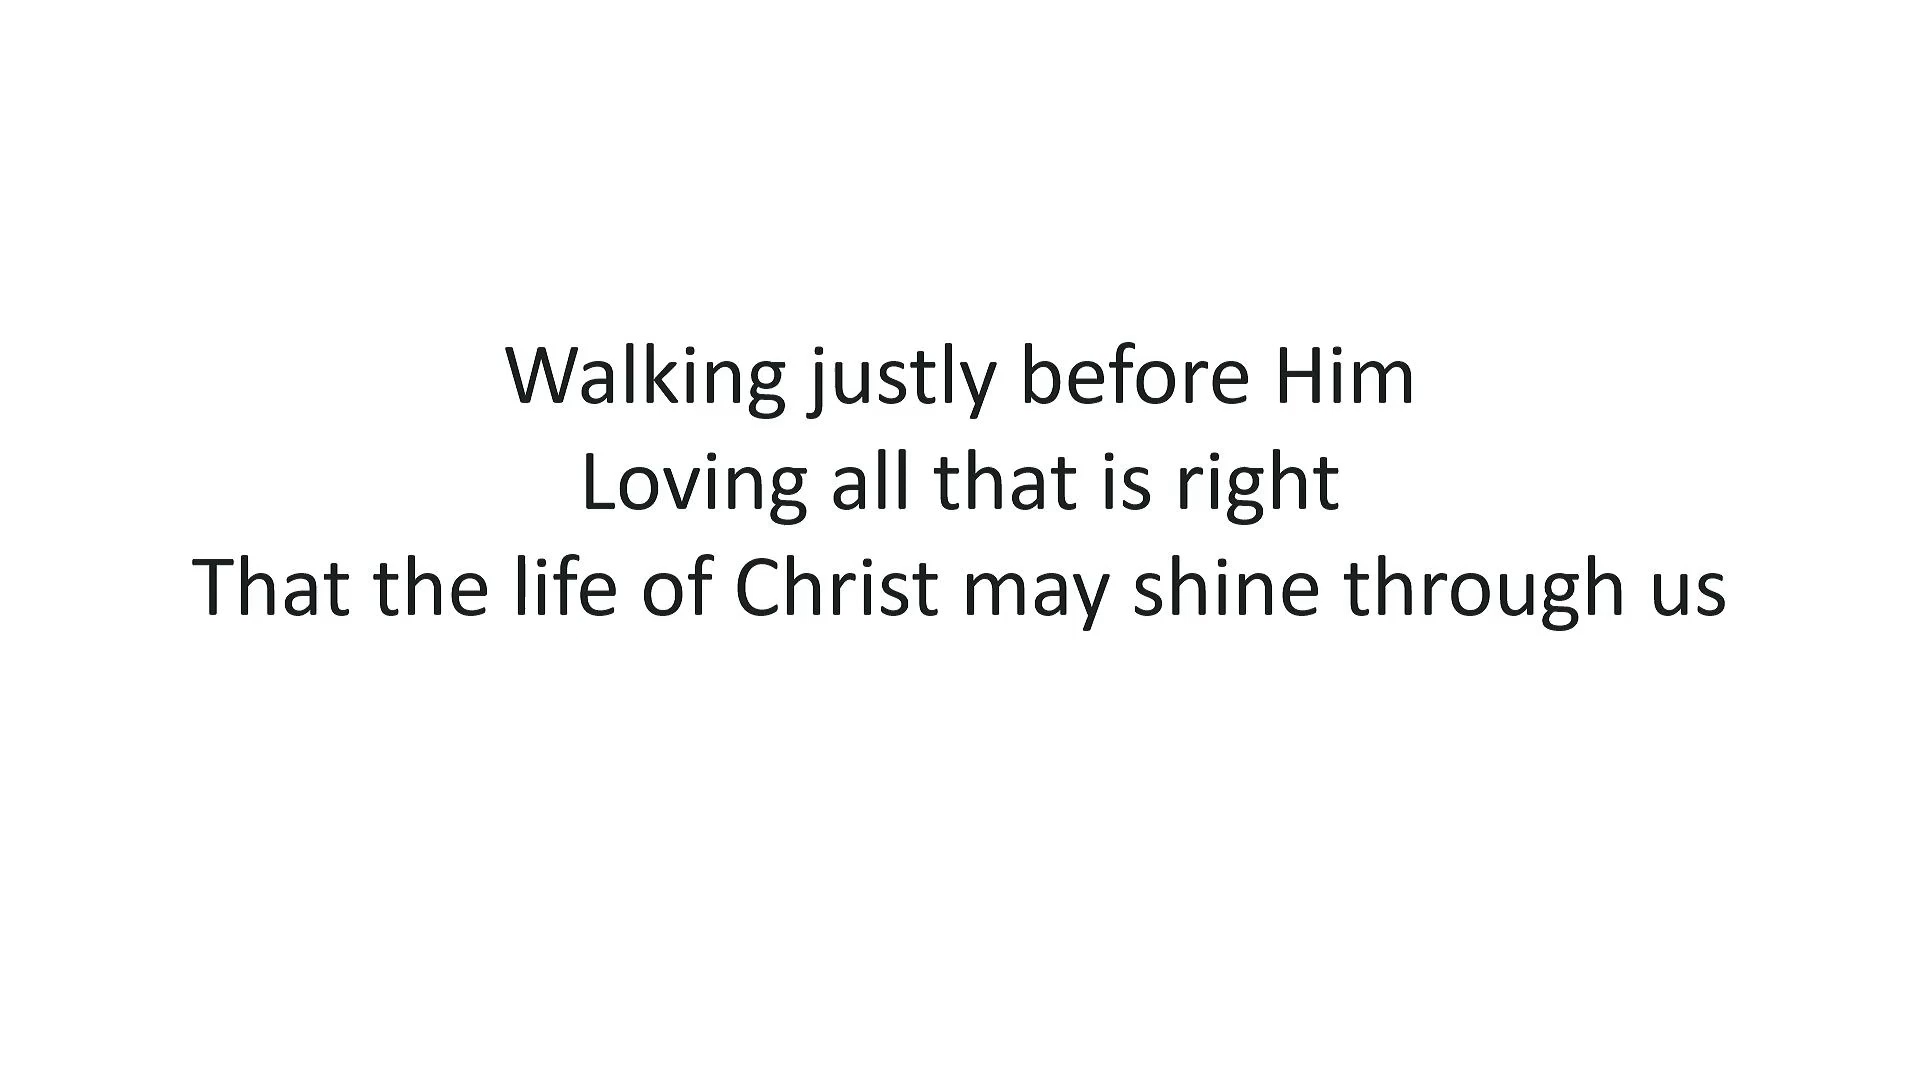 Walking justly before Him
Loving all that is right
That the life of Christ may shine through us